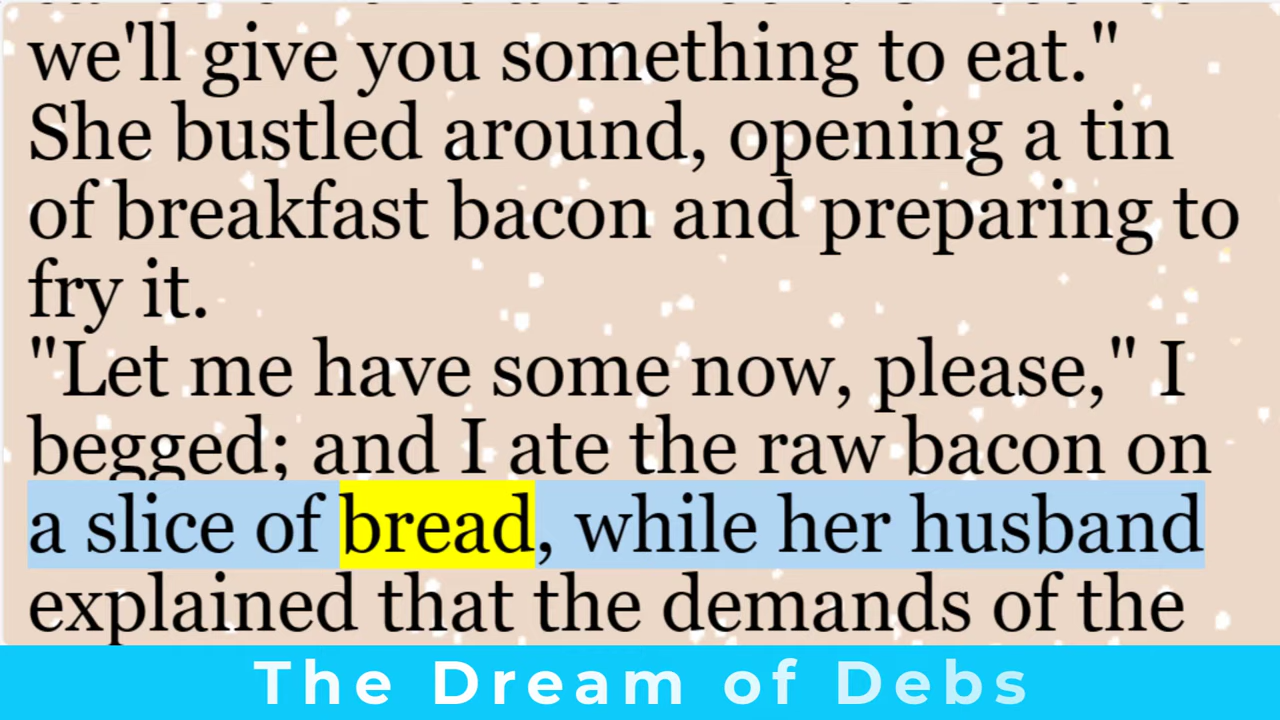 we'll give you something to eat."
She bustled around, opening a tin
of breakfast bacon and preparing to
fry it.
"Let me have some now, please," I
begged; and I ate the raw bacon on
a slice of bread, while her husband
explained that the demands of the
The Dream of Debs